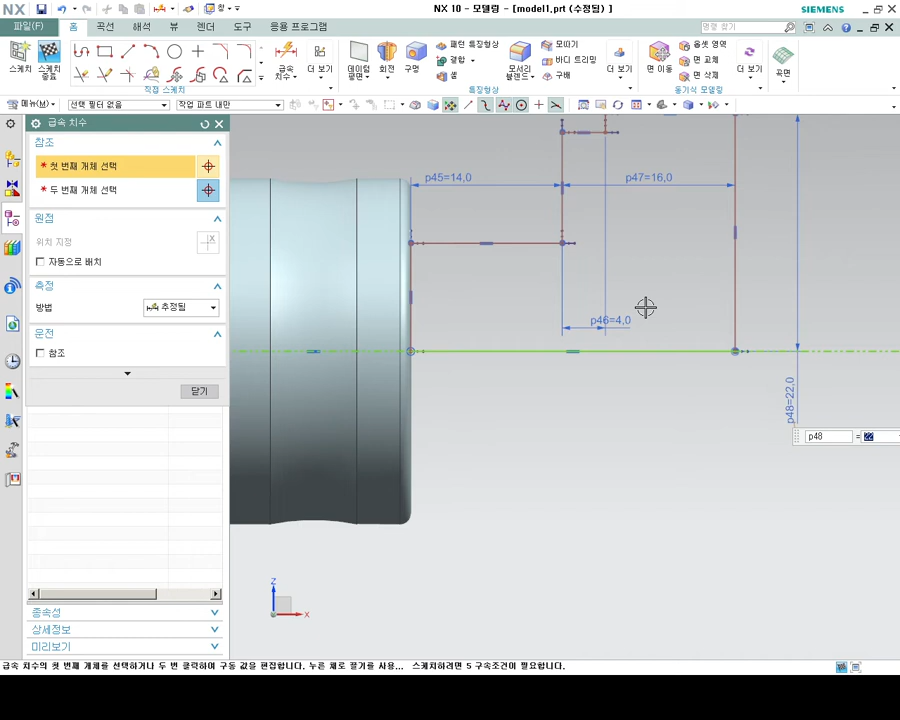 NX
창
NX 10 - 모델링 - [model1.prt (수정됨) ]
SIEMENS
파일(F)
홈
곡선
해석
뷰
렌더
도구
응용 프로그램
명령 찾기
스케치
스케치
종료
급속
치수
더 보기
직접 스케치
데이텀
평면
회전
구멍
패턴 특징형상
결합
쉘
모서리
블렌드
모따기
바디 트리밍
구배
더 보기
특징형상
면 이동
옵셋 영역
면 교체
면 삭제
더 보기
동기식 모델링
곡면
메뉴(M)
선택 필터 없음
작업 파트 내만
급속 치수
참조
* 첫 번째 개체 선택
* 두 번째 개체 선택
원점
위치 지정
자동으로 배치
측정
방법
추정됨
운전
참조
닫기
종속성
상세정보
미리보기
p45=14,0
p47=16,0
p46=4,0
p48=22,0
p48
=
22
Z
X
급속 치수의 첫 번째 개체를 선택하거나 두 번 클릭하여 구동 값을 편집합니다. 누른 채로 끌기를 사용... 스케치하려면 5 구속조건이 필요합니다.